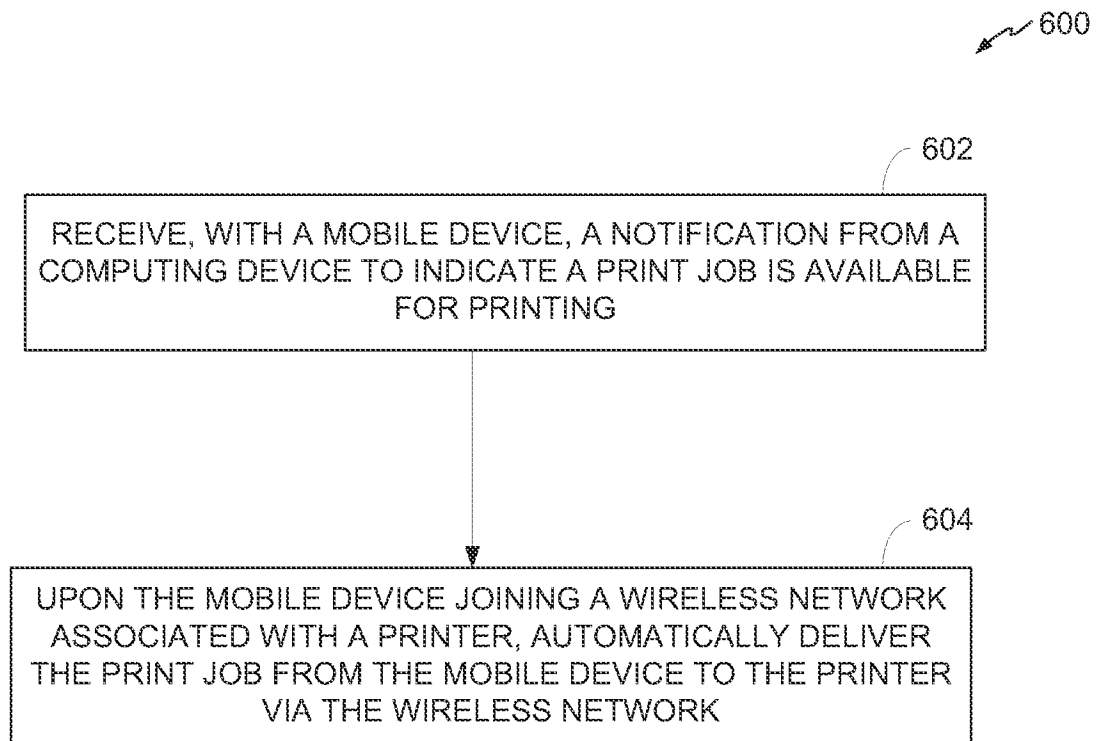 600
602
RECEIVE, WITH A MOBILE DEVICE, A NOTIFICATION FROM A
COMPUTING DEVICE TO INDICATE A PRINT JOB IS AVAILABLE
FOR PRINTING
604
UPON THE MOBILE DEVICE JOINING A WIRELESS NETWORK
ASSOCIATED WITH A PRINTER, AUTOMATICALLY DELIVER
THE PRINT JOB FROM THE MOBILE DEVICE TO THE PRINTER
VIA THE WIRELESS NETWORK